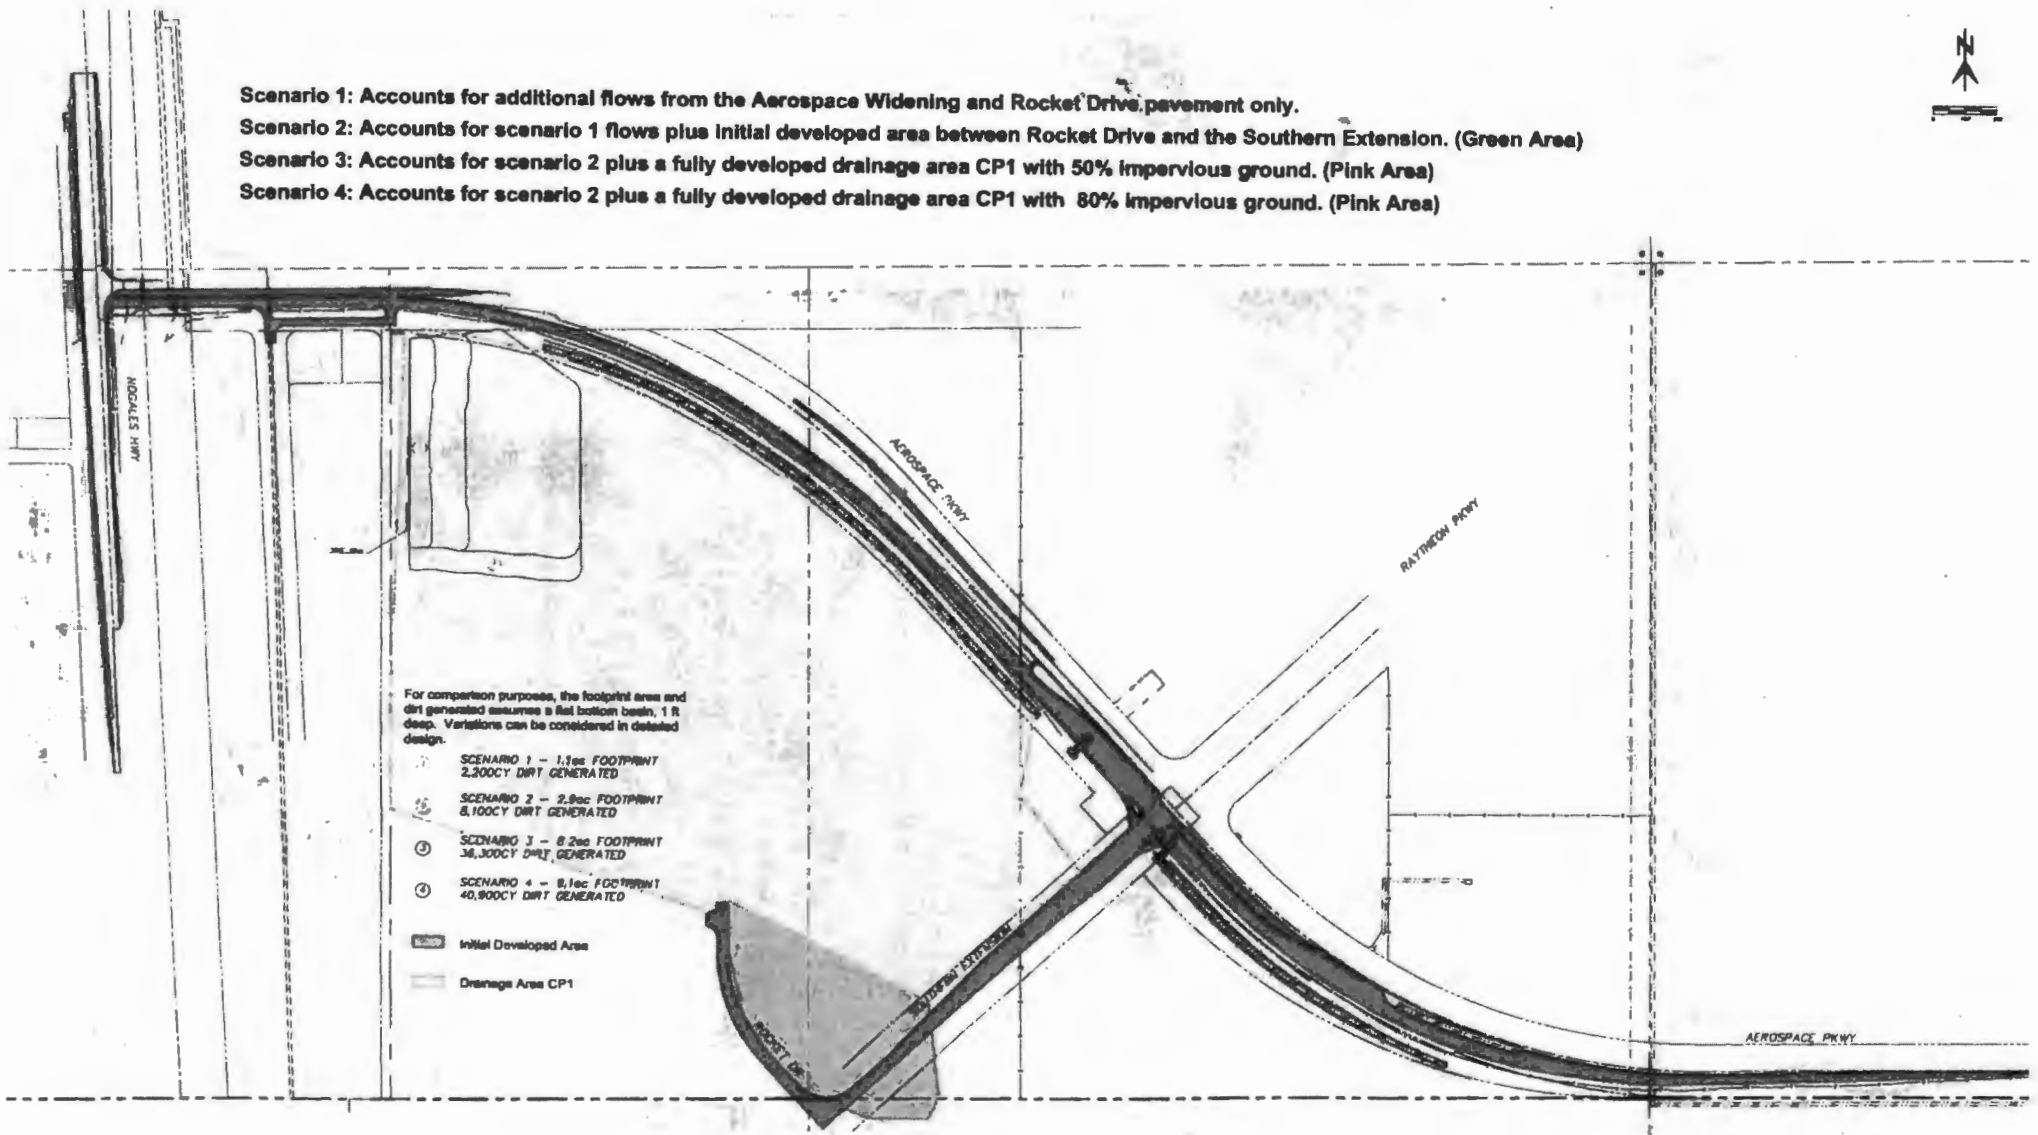 N
Scenario 1: Accounts for additional flows from the Aerospace Widening and Rocket Drive pavement only.
Scenario 2: Accounts for scenario 1 flows plus initial developed area between Rocket Drive and the Southern Extension. (Green Area)
Scenario 3: Accounts for scenario 2 plus a fully developed drainage area CP1 with 50% impervious ground. (Pink Area)
Scenario 4: Accounts for scenario 2 plus a fully developed drainage area CP1 with 80% impervious ground. (Pink Area)
NOGALES HWY
AEROSPACE PKWY
RAYTHEON PKWY
For comparison purposes, the footprint area and
dirt generated assumes a flat bottom basin, 1 ft
deep. Variations can be considered in detailed
design.
SCENARIO 1 - 1.1ac FOOTPRINT
2,200CY DIRT GENERATED
SCENARIO 2 - 2.9ac FOOTPRINT
8,100CY DIRT GENERATED
3 SCENARIO 3 - 8.2ac FOOTPRINT
36,300CY DIRT GENERATED
4 SCENARIO 4 - 9.1ac FOOTPRINT
40,900CY DIRT GENERATED
Initial Developed Area
Drainage Area CP1
SOUTHERN EXTENSION
ROCKET DR
AEROSPACE PKWY